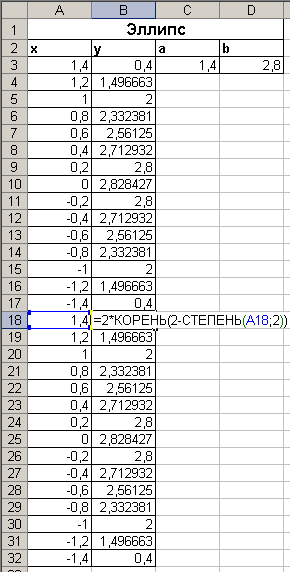 A B C D
1 Эллипс
2 x y a b
3 1,4 0,4 1,4 2,8
4 1,2 1,496663
5 1 2
6 0,8 2,332381
7 0,6 2,56125
8 0,4 2,712932
9 0,2 2,8
10 0 2,828427
11 -0,2 2,8
12 -0,4 2,712932
13 -0,6 2,56125
14 -0,8 2,332381
15 -1 2
16 -1,2 1,496663
17 -1,4 0,4
18 1,4 =2*КОРЕНЬ(2-СТЕПЕНЬ(A18;2))
19 1,2 1,496663
20 1 2
21 0,8 2,332381
22 0,6 2,56125
23 0,4 2,712932
24 0,2 2,8
25 0 2,828427
26 -0,2 2,8
27 -0,4 2,712932
28 -0,6 2,56125
29 -0,8 2,332381
30 -1 2
31 -1,2 1,496663
32 -1,4 0,4